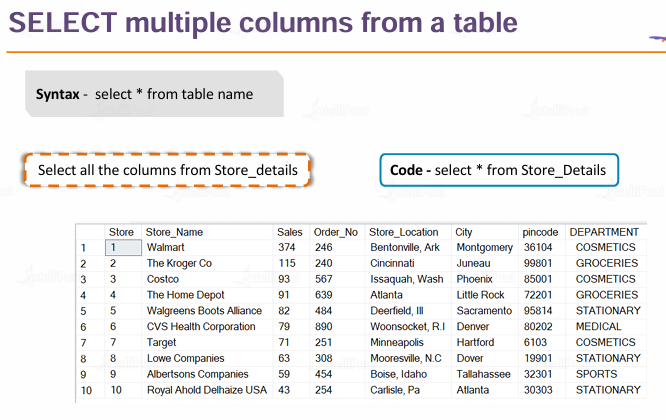 SELECT multiple columns from a table
Syntax - select * from table name
Select all the columns from Store_details
Code - select * from Store_Details
Store Store_Name Sales Order_No Store_Location City pincode DEPARTMENT
1 1 Walmart 374 246 Bentonville, Ark Montgomery 36104 COSMETICS
2 2 The Kroger Co 115 240 Cincinnati Juneau 99801 GROCERIES
3 3 Costco 93 567 Issaquah, Wash Phoenix 85001 COSMETICS
4 4 The Home Depot 91 639 Atlanta Little Rock 72201 GROCERIES
5 5 Walgreens Boots Alliance 82 484 Deerfield, Ill Sacramento 95814 STATIONARY
6 6 CVS Health Corporation 79 890 Woonsocket, R.I Denver 80202 MEDICAL
7 7 Target 71 251 Minneapolis Hartford 6103 COSMETICS
8 8 Lowe Companies 63 308 Mooresville, N.C Dover 19901 STATIONARY
9 9 Albertsons Companies 59 454 Boise, Idaho Tallahassee 32301 SPORTS
10 10 Royal Ahold Delhaize USA 43 254 Carlisle, Pa Atlanta 30303 STATIONARY